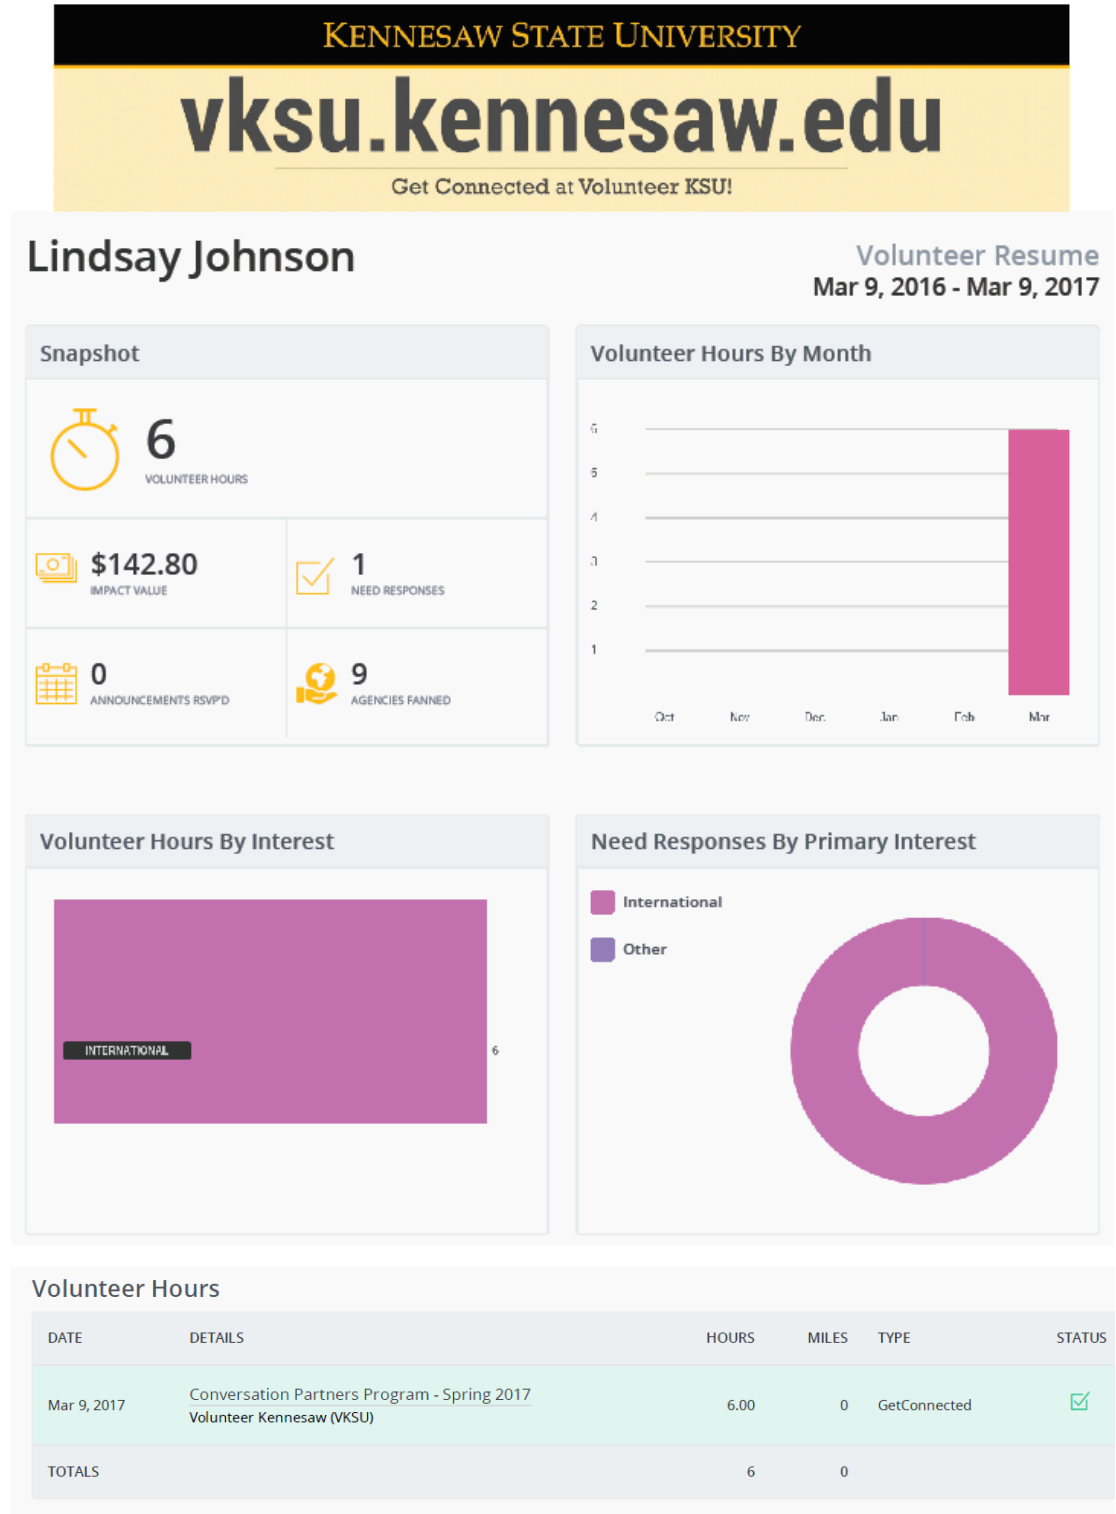 KENNESAW STATE UNIVERSITY
vksu.kennesaw.edu
Get Connected at Volunteer KSU!
Lindsay Johnson
Volunteer Resume
Mar 9, 2016 - Mar 9, 2017
Snapshot
6
VOLUNTEER HOURS
$142.80
IMPACT VALUE
1
NEED RESPONSES
0
ANNOUNCEMENTS RSVP'D
9
AGENCIES FANNED
Volunteer Hours By Month
6
5
4
3
2
1
Oct Nov Dec Jan Feb Mar
Volunteer Hours By Interest
INTERNATIONAL 6
Need Responses By Primary Interest
International
Other
Volunteer Hours
DATE DETAILS HOURS MILES TYPE STATUS
Mar 9, 2017 Conversation Partners Program - Spring 2017 6.00 0 GetConnected
Volunteer Kennesaw (VKSU)
TOTALS 6 0